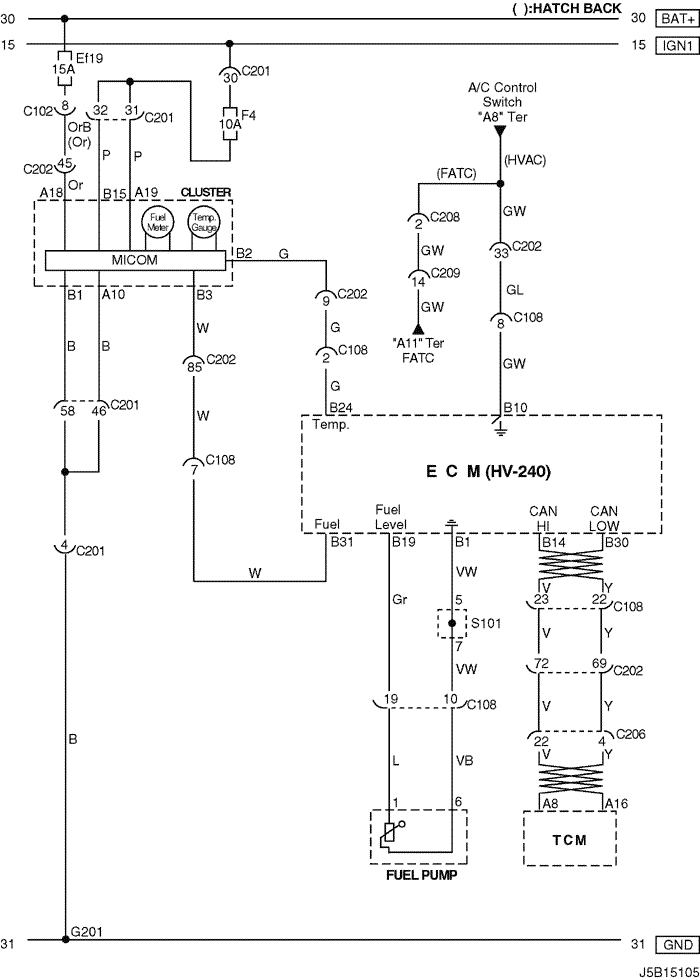 ( ):HATCH BACK
30 30 BAT+
15 15 IGN1
Ef19
15A
C201
30
F4
10A
8
C102
OrB
(Or)
32 31
C201
45
C202
Or
P P
A/C Control
Switch
"A8" Ter
(HVAC)
(FATC)
C208
2
GW
GW
C202
33
C209
14
GL
GW
C108
8
"A11" Ter
FATC
GW
A18 B15 A19 CLUSTER
Fuel
Meter
Temp.
Gauge
MICOM
B2 G
B1 A10 B3
C202
9
W
G
B B
C202
85
C108
2
W
G
58 46 C201
B24 B10
Temp.
C108
7
E C M (HV-240)
Fuel
Fuel
Level
CAN
HI
CAN
LOW
B31 B19 B1 B14 B30
4
C201
W
VW
V Y
Gr
5
23 22 C108
S101
7
V Y
VW
72 69 C202
19 10 C108
V Y
B
C206
22 4
L VB
V Y
1 6
A8 A16
TCM
FUEL PUMP
G201
31 31 GND
J5B15105